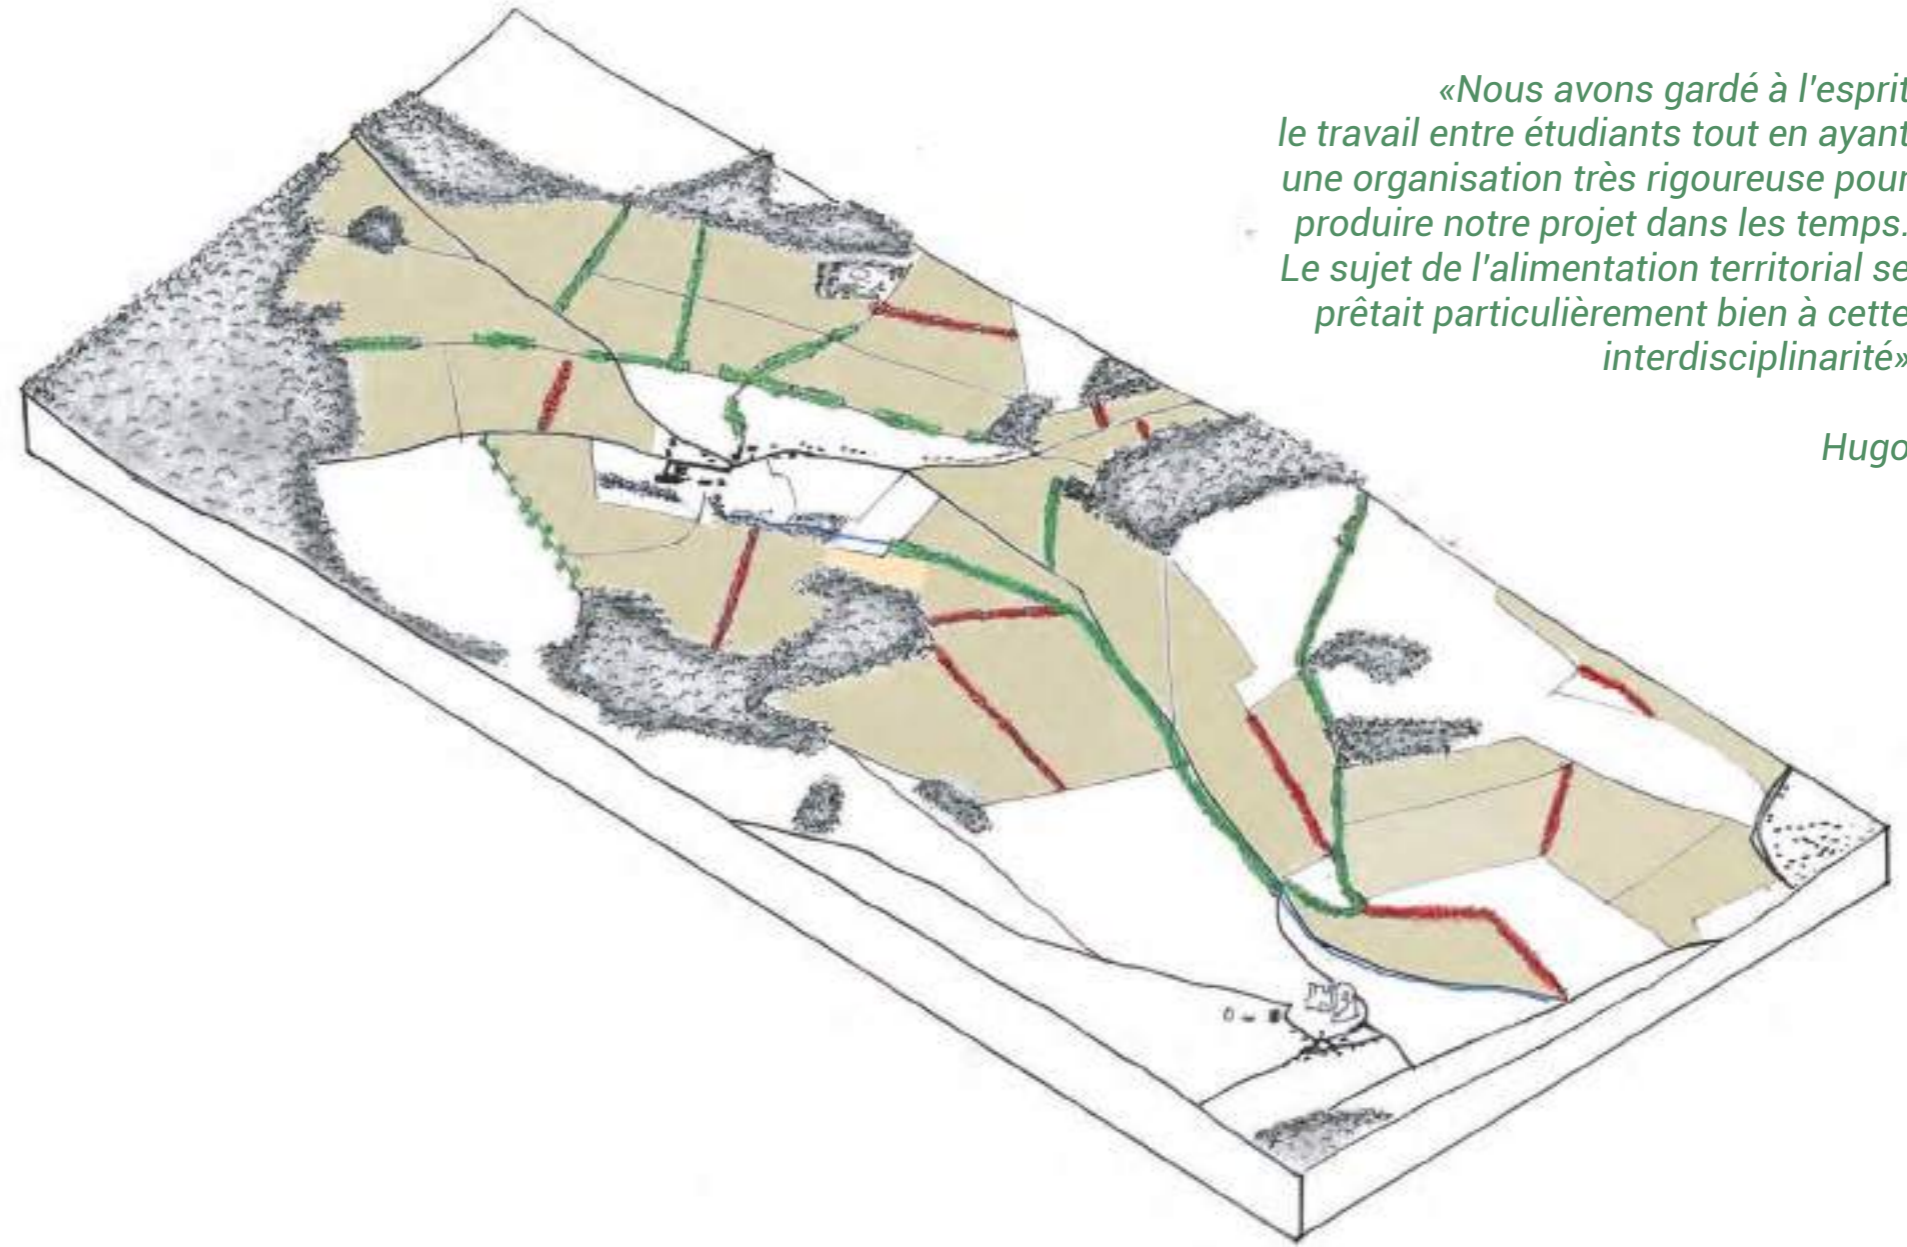 «Nous avons gardé à l'esprit
le travail entre étudiants tout en ayant
une organisation très rigoureuse pour
produire notre projet dans les temps.
Le sujet de l'alimentation territorial se
prêtait particulièrement bien à cette
interdisciplinarité»
Hugo